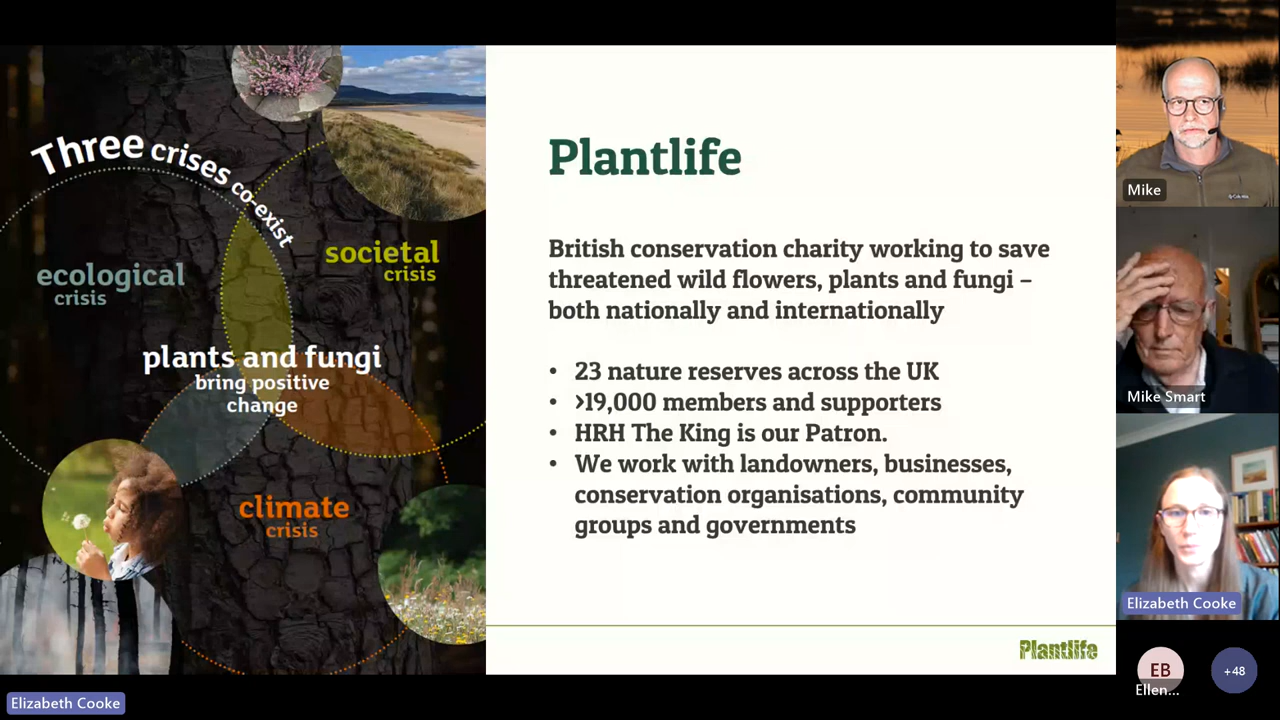 Three crises co-exist
ecological
crisis
societal
crisis
plants and fungi
bring positive
change
climate
crisis
Plantlife
British conservation charity working to save
threatened wild flowers, plants and fungi –
both nationally and internationally
• 23 nature reserves across the UK
• >19,000 members and supporters
• HRH The King is our Patron.
• We work with landowners, businesses,
conservation organisations, community
groups and governments
Plantlife
Mike
Mike Smart
Elizabeth Cooke
EB
Ellen...
+48
Elizabeth Cooke